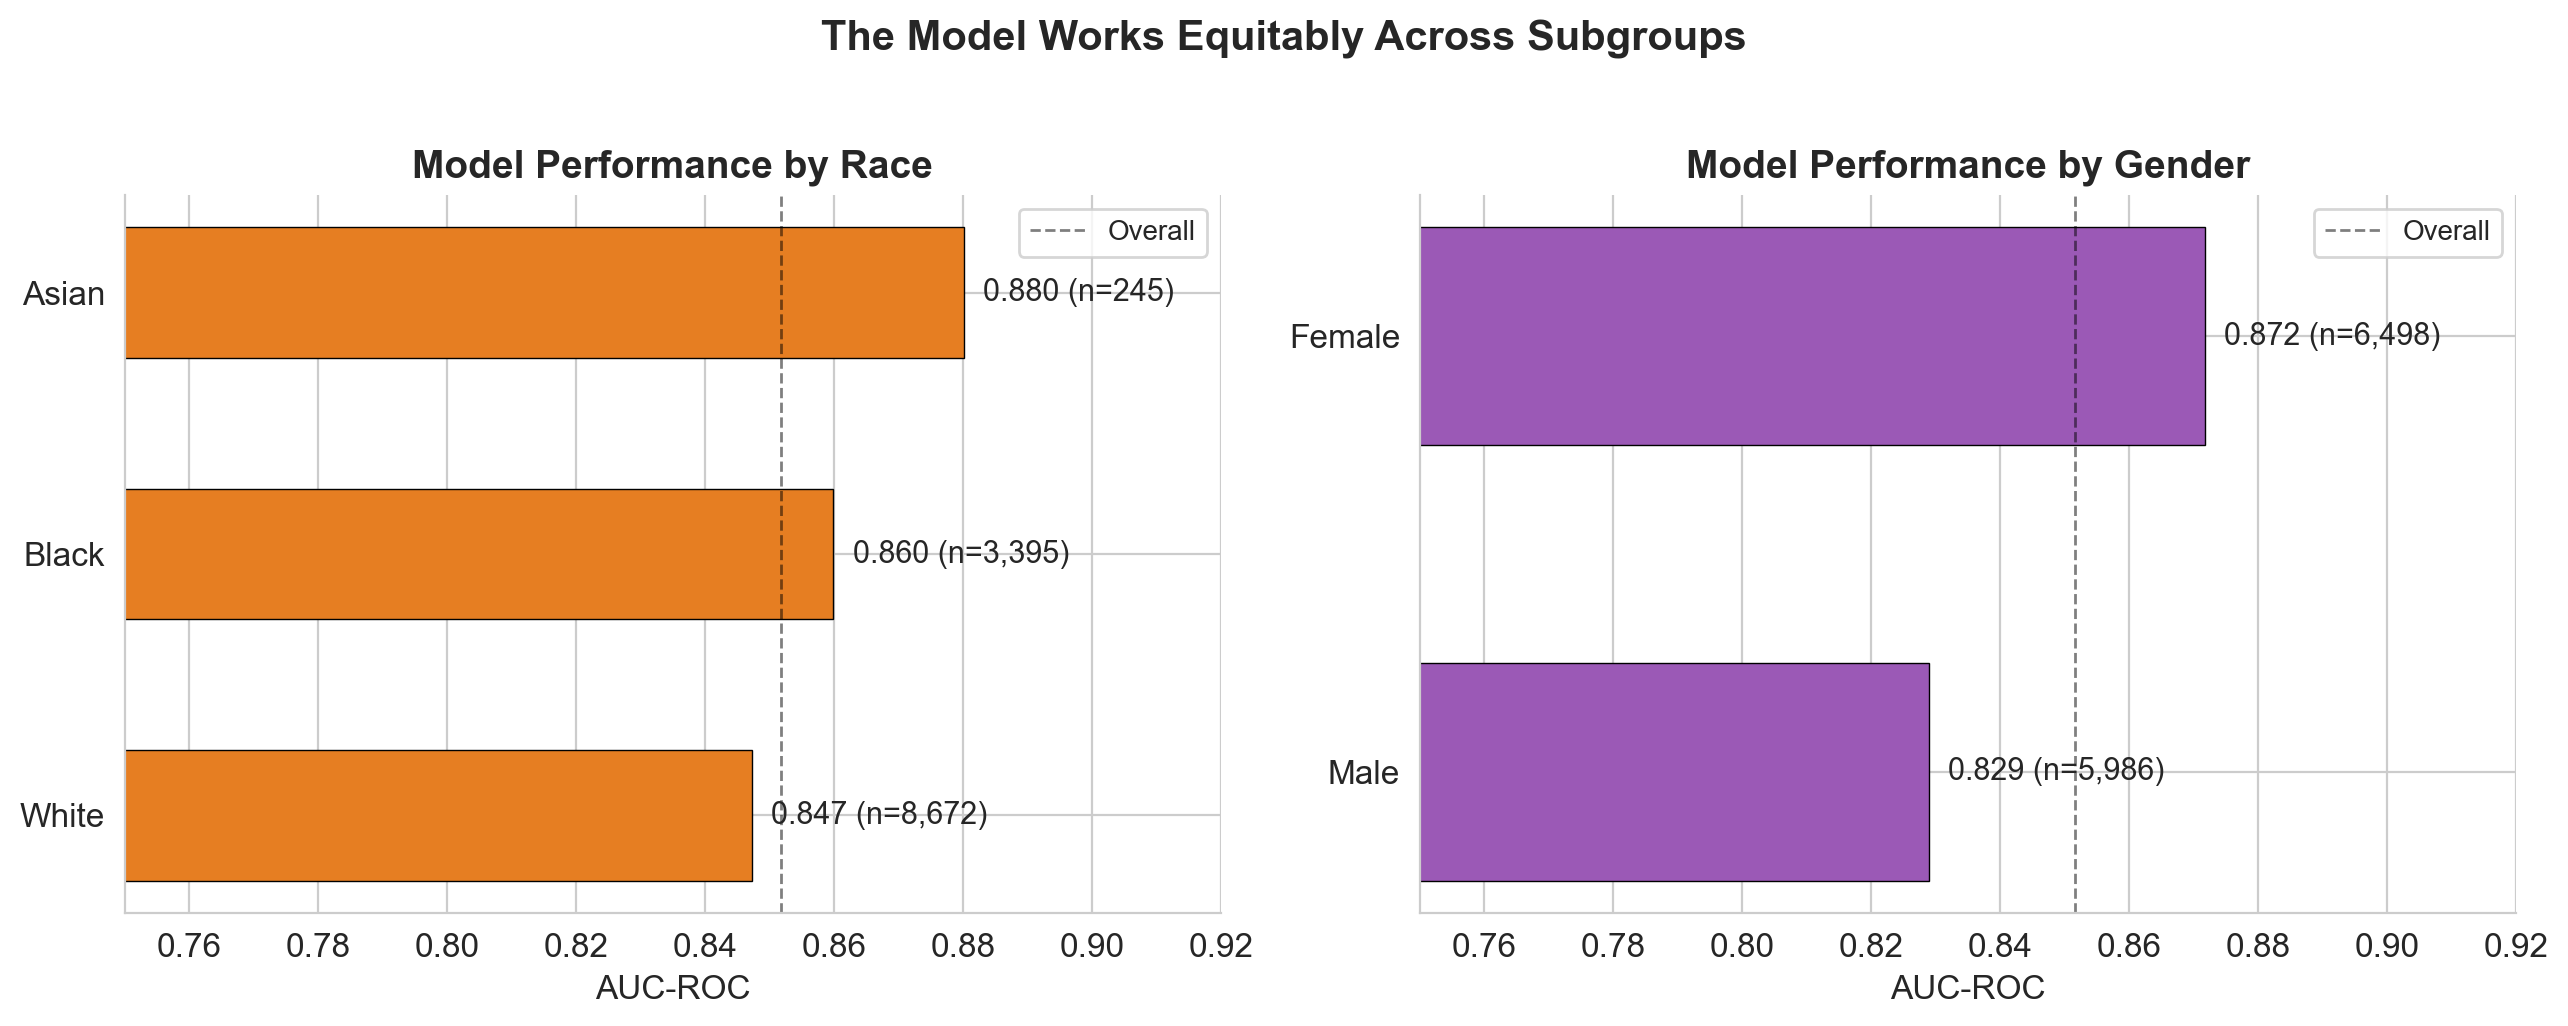 The Model Works Equitably Across Subgroups
Model Performance by Race
Overall
Asian
0.880 (n=245)
Black
0.860 (n=3,395)
White
0.847 (n=8,672)
0.76 0.78 0.80 0.82 0.84 0.86 0.88 0.90 0.92
AUC-ROC
Model Performance by Gender
Overall
Female
0.872 (n=6,498)
Male
0.829 (n=5,986)
0.76 0.78 0.80 0.82 0.84 0.86 0.88 0.90 0.92
AUC-ROC